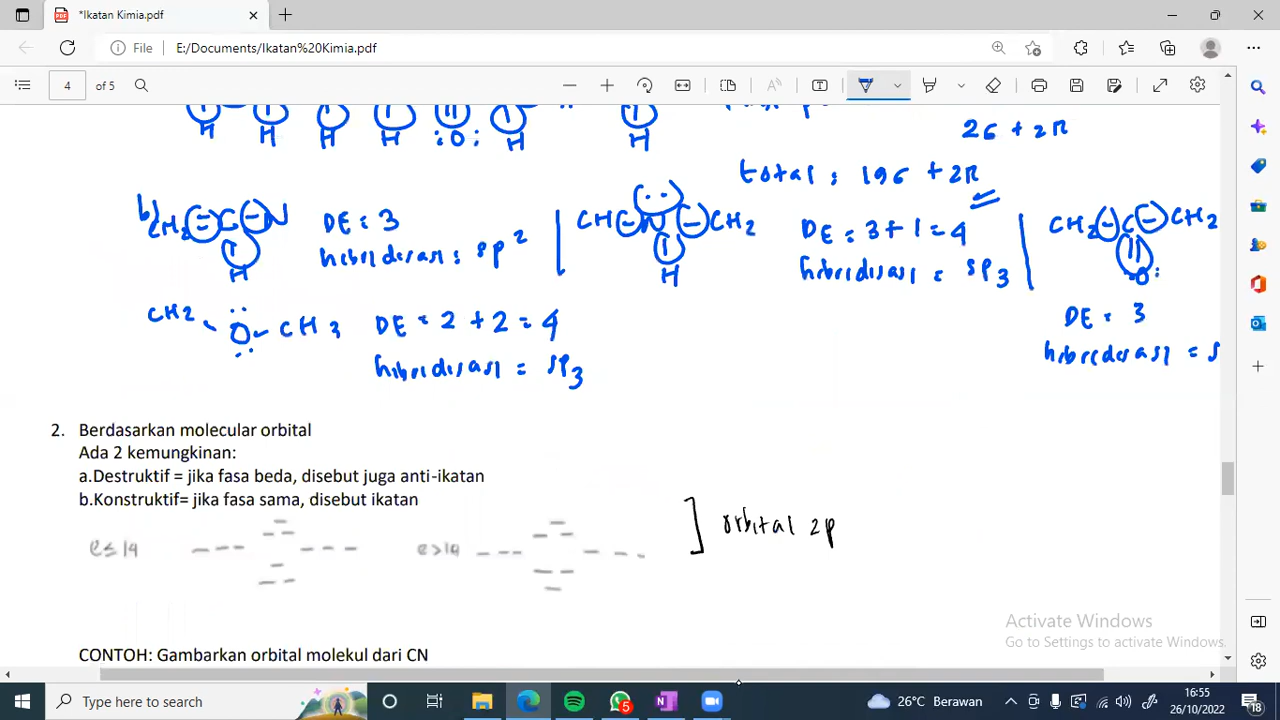 *Ikatan Kimia.pdf
File E:/Documents/Ikatan%20Kimia.pdf
4 of 5
H H H H :O: H H
2σ + 2π
total : 19σ + 2π
b) CH2 C N
H
DE = 3
hibridisasi : sp2
CH N CH2
H
DE = 3 + 1 = 4
hibridisasi = sp3
CH2 C CH2
O:
DE = 3
hibridisasi = s
CH2 O CH3
DE = 2 + 2 = 4
hibridisasi = sp3
2. Berdasarkan molecular orbital
Ada 2 kemungkinan:
a.Destruktif = jika fasa beda, disebut juga anti-ikatan
b.Konstruktif= jika fasa sama, disebut ikatan
e ≤ 14
e > 14
] orbital 2p
Activate Windows
Go to Settings to activate Windows.
CONTOH: Gambarkan orbital molekul dari CN
Type here to search
5
26°C Berawan
16:55
26/10/2022
18